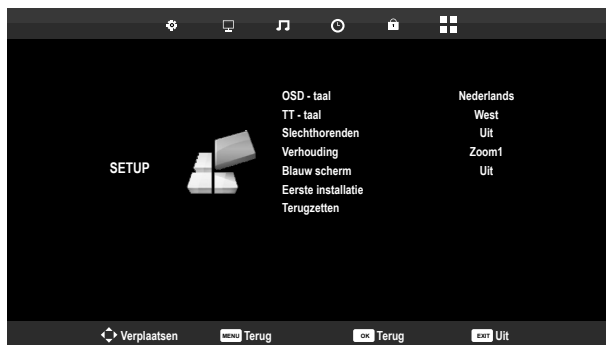 OSD - taal Nederlands
TT - taal West
Slechthorenden Uit
Verhouding Zoom1
SETUP
Blauw scherm Uit
Eerste installatie
Terugzetten
Verplaatsen MENU Terug OK Terug EXIT Uit